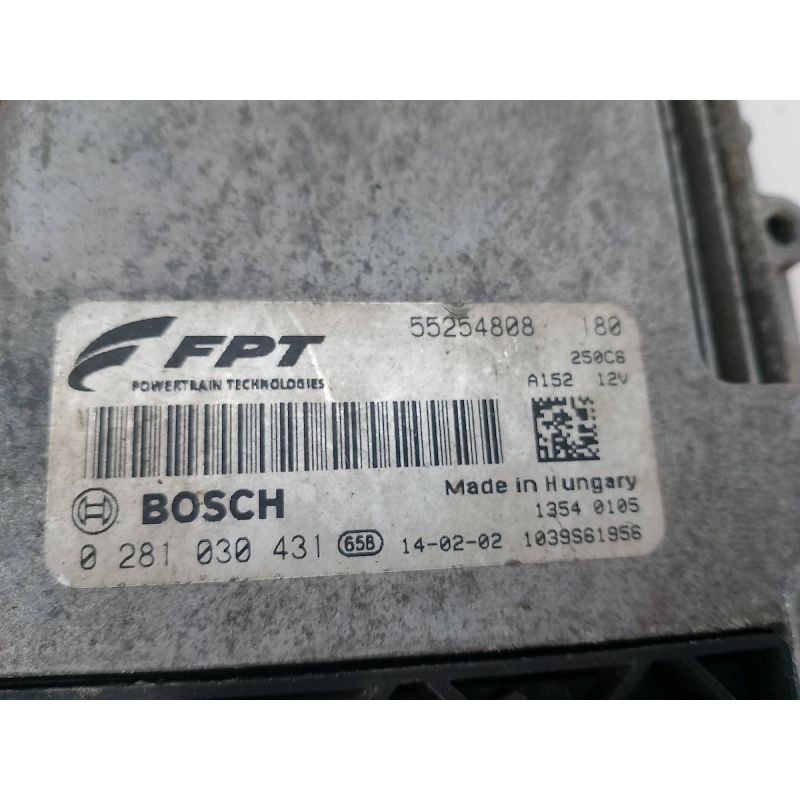 FPT 55254808 180
250C6
POWERTRAIN TECHNOLOGIES A152 12V
Made in Hungary
BOSCH 1354 0105
0 281 030 431 658 14-02-02 1039S61956